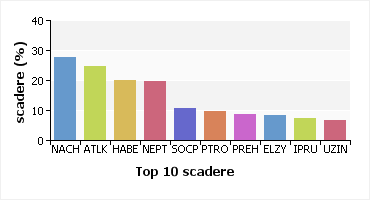 scadere (%)
40
30
20
10
0
NACH ATLK HABE NEPT SOCP PTRO PREH ELZY IPRU UZIN
Top 10 scadere